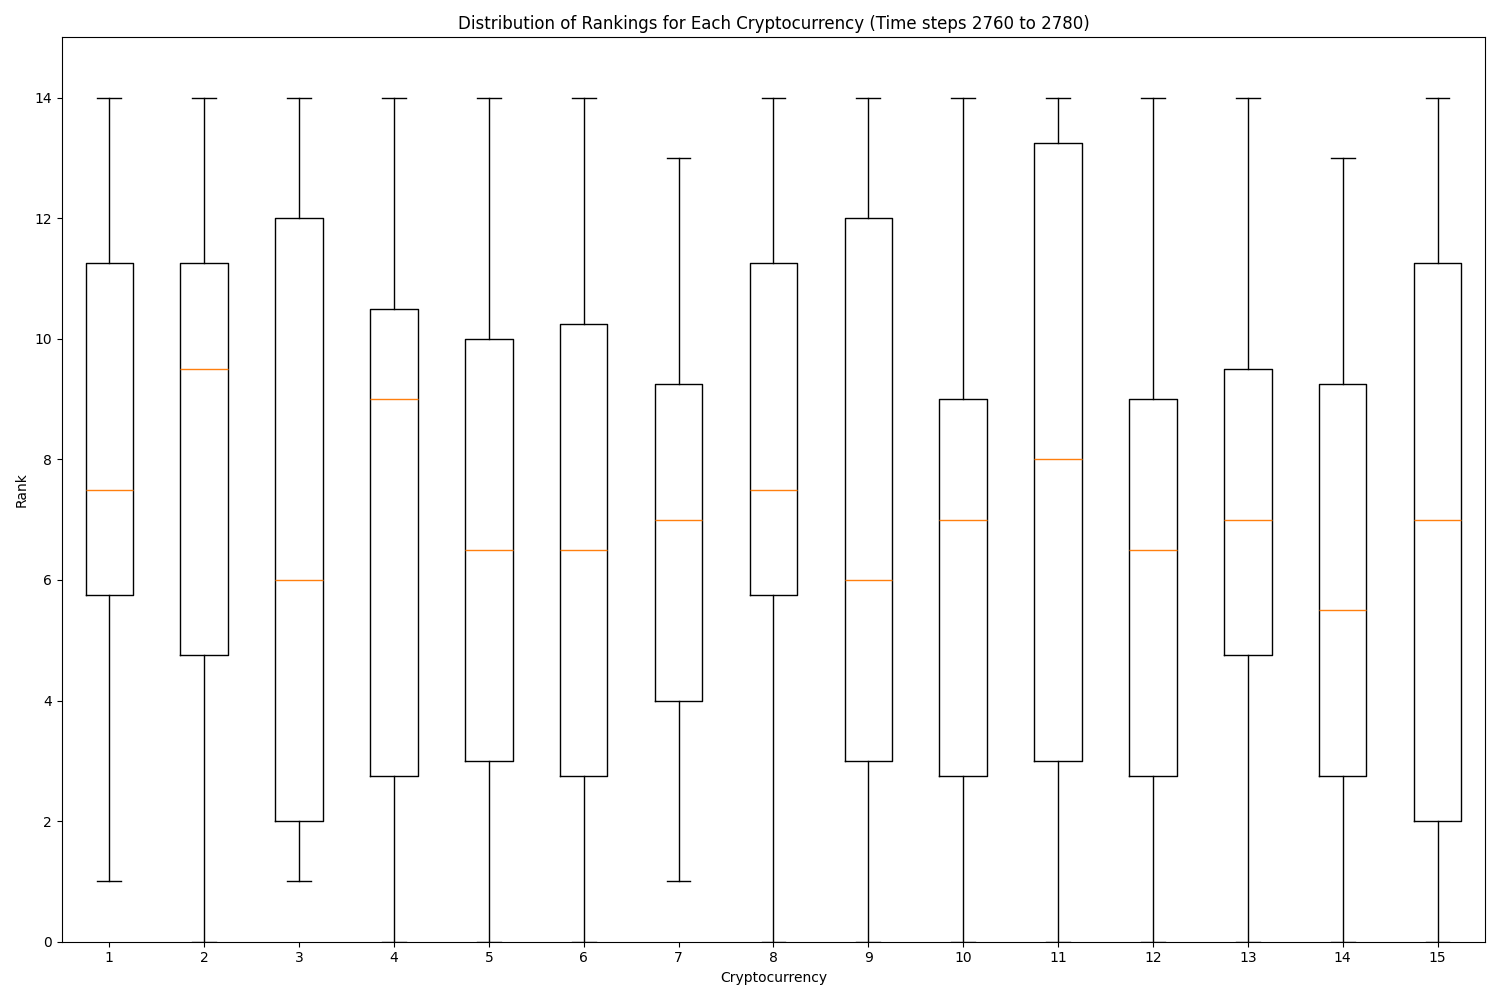 Distribution of Rankings for Each Cryptocurrency (Time steps 2760 to 2780)
Rank
14
12
10
8
6
4
2
0
1 2 3 4 5 6 7 8 9 10 11 12 13 14 15
Cryptocurrency